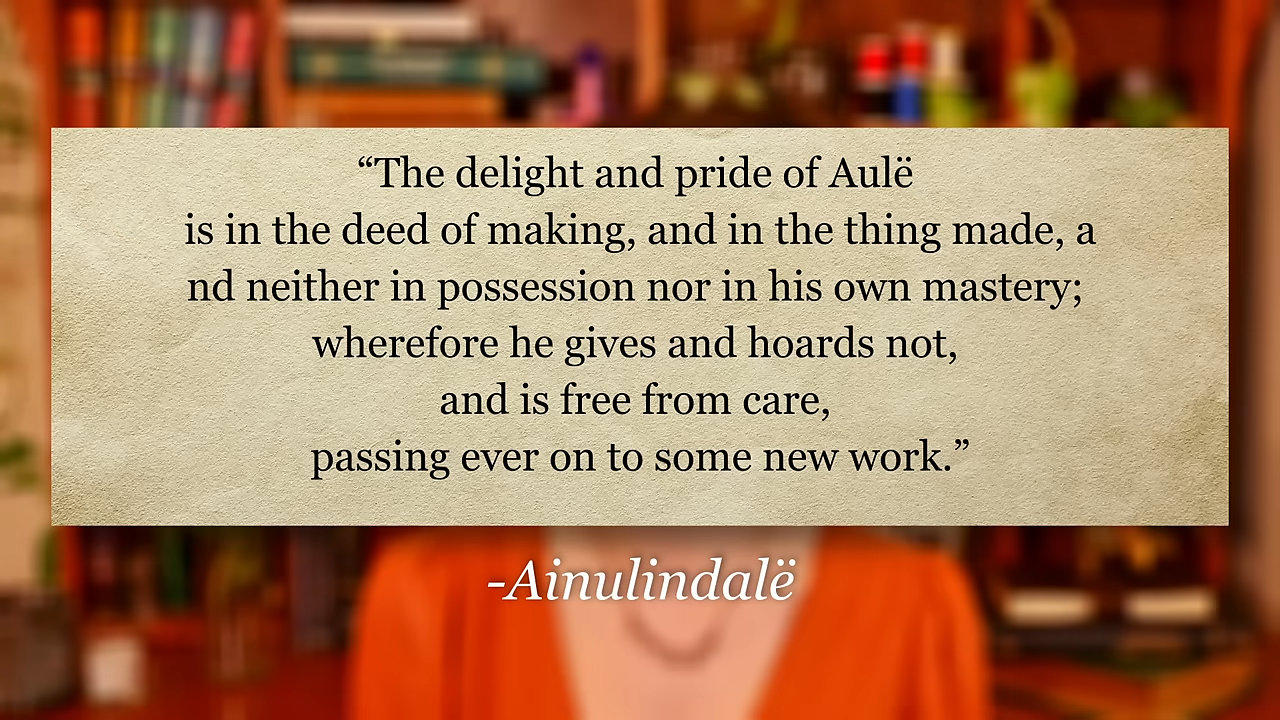 “The delight and pride of Aulë
is in the deed of making, and in the thing made, a
nd neither in possession nor in his own mastery;
wherefore he gives and hoards not,
and is free from care,
passing ever on to some new work.”
-Ainulindalë